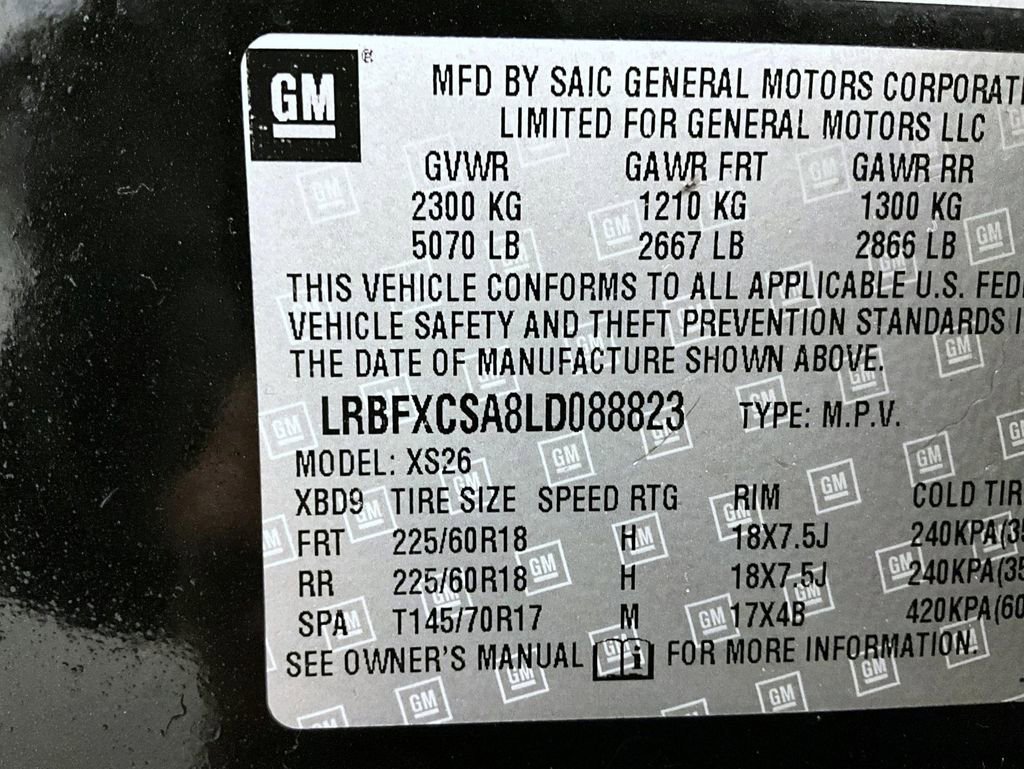 GM ®
MFD BY SAIC GENERAL MOTORS CORPORATI
LIMITED FOR GENERAL MOTORS LLC
GVWR GAWR FRT GAWR RR
2300 KG 1210 KG 1300 KG
5070 LB 2667 LB 2866 LB
THIS VEHICLE CONFORMS TO ALL APPLICABLE U.S. FED
VEHICLE SAFETY AND THEFT PREVENTION STANDARDS I
THE DATE OF MANUFACTURE SHOWN ABOVE.
LRBFXCSA8LD088823 TYPE: M.P.V.
MODEL: XS26
XBD9 TIRE SIZE SPEED RTG RIM COLD TIR
FRT 225/60R18 H 18X7.5J 240KPA(35
RR 225/60R18 H 18X7.5J 240KPA(35
SPA T145/70R17 M 17X4B 420KPA(60
SEE OWNER'S MANUAL i FOR MORE INFORMATION.